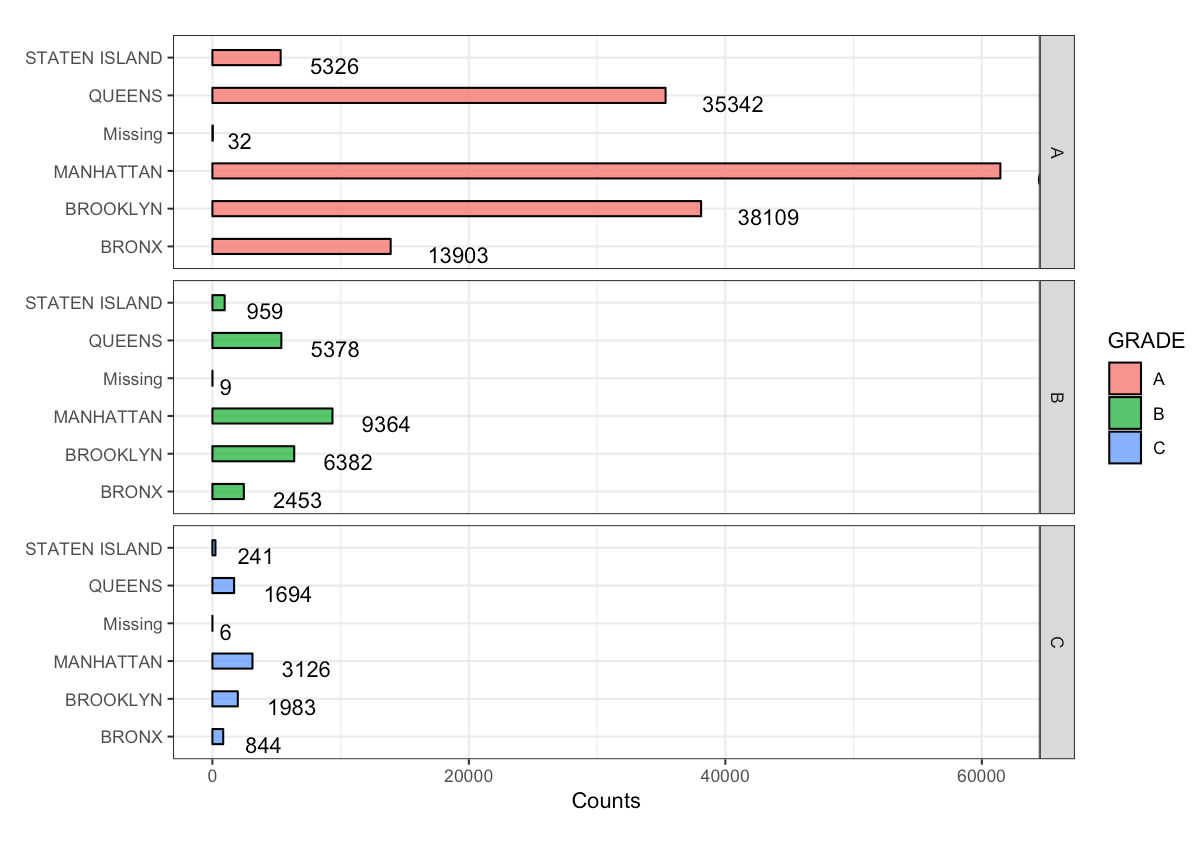 STATEN ISLAND 5326
QUEENS 35342
Missing 32
MANHATTAN
BROOKLYN 38109
BRONX 13903
A
STATEN ISLAND 959
QUEENS 5378
Missing 9
MANHATTAN 9364
BROOKLYN 6382
BRONX 2453
B
STATEN ISLAND 241
QUEENS 1694
Missing 6
MANHATTAN 3126
BROOKLYN 1983
BRONX 844
C
0 20000 40000 60000
Counts
GRADE
A
B
C